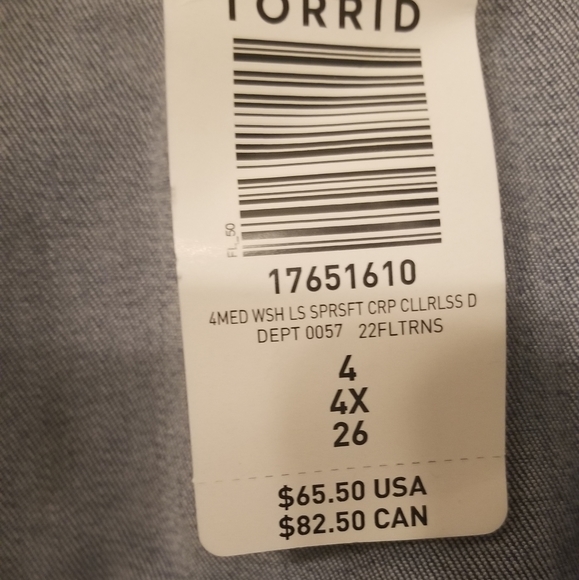 TORRID
FL_50
17651610
4MED WSH LS SPRSFT CRP CLLRLSS D
DEPT 0057 22FLTRNS
4
4X
26
$65.50 USA
$82.50 CAN